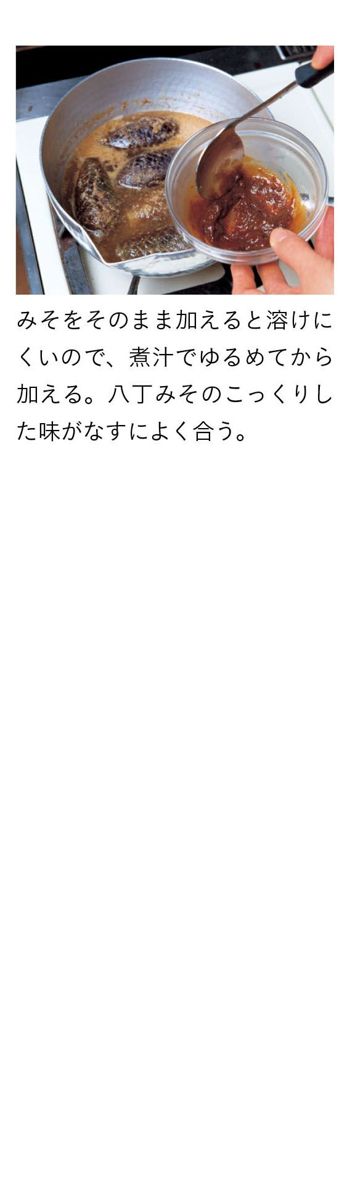 みそをそのまま加えると溶けに
くいので、煮汁でゆるめてから
加える。八丁みそのこっくりし
た味がなすによく合う。